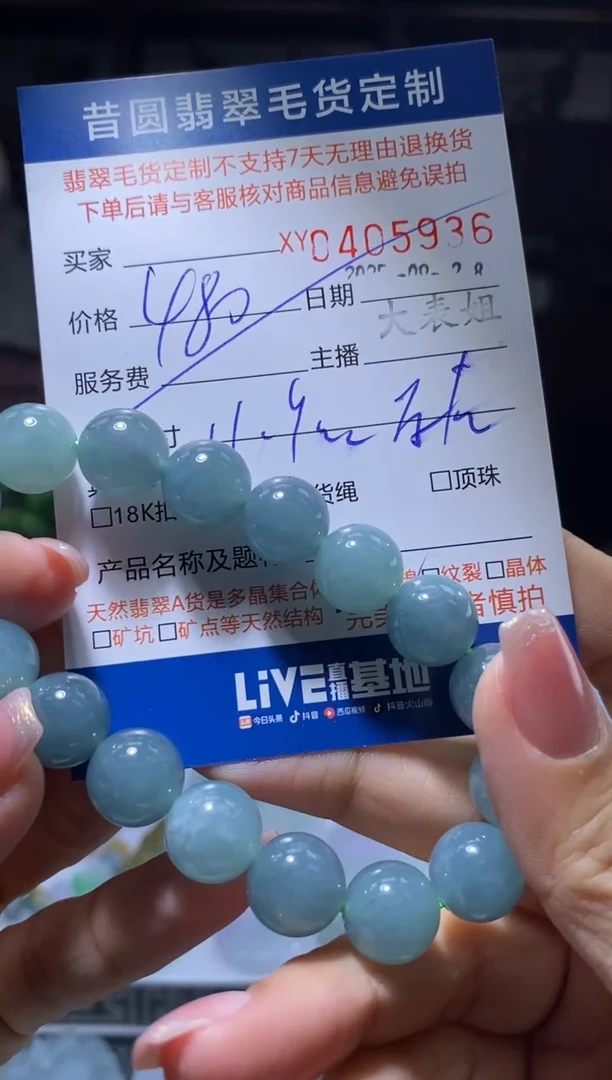 昔圆翡翠毛货定制
翡翠毛货定制不支持7天无理由退换货
下单后请与客服核对商品信息避免误拍
买家 XY0405936
价格 480 日期
大表姐
服务费 主播
寸 11.9
18K扣 货绳 顶珠
产品名称及题
天然翡翠A货是多晶集合体 纹裂 晶体
矿坑 矿点等天然结构 完美 者慎拍
LiVE直播基地
今日头条 抖音 西瓜视频 抖音火山版